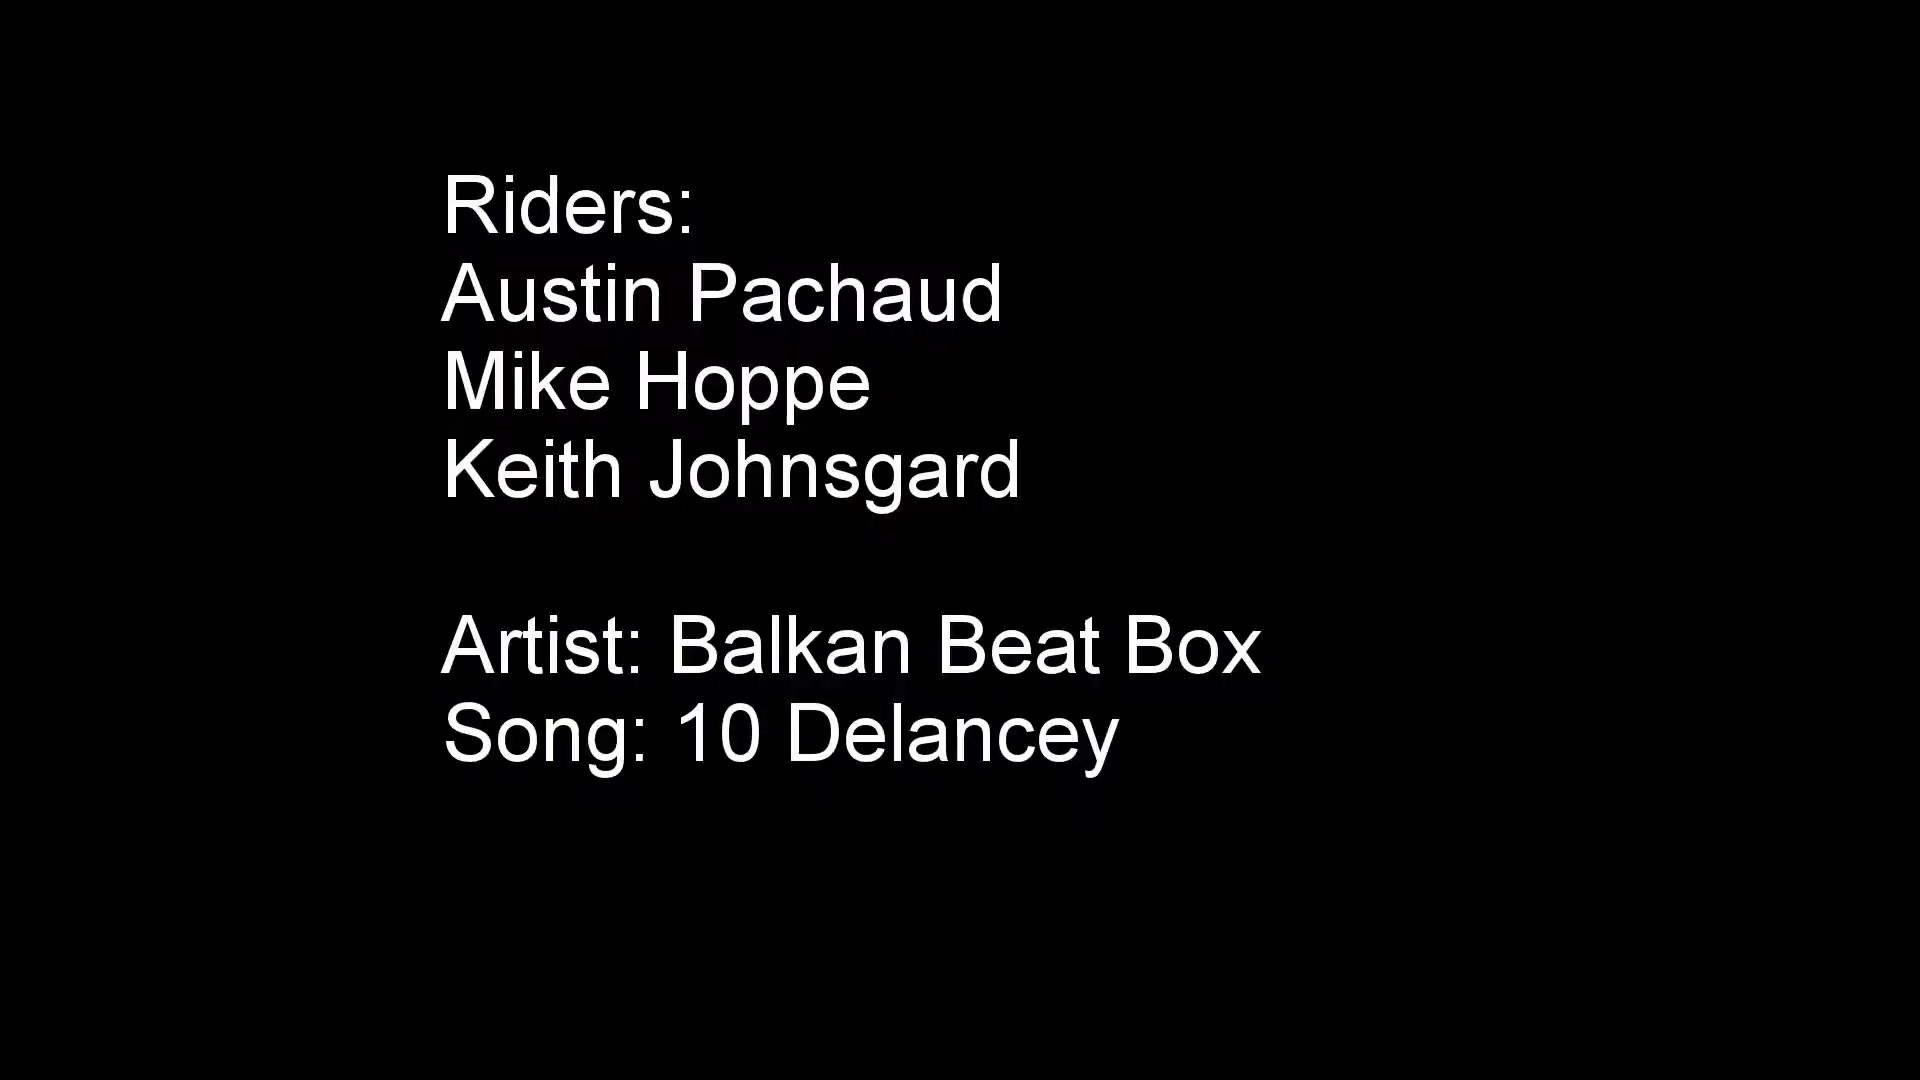 Riders:
Austin Pachaud
Mike Hoppe
Keith Johnsgard
Artist: Balkan Beat Box
Song: 10 Delancey